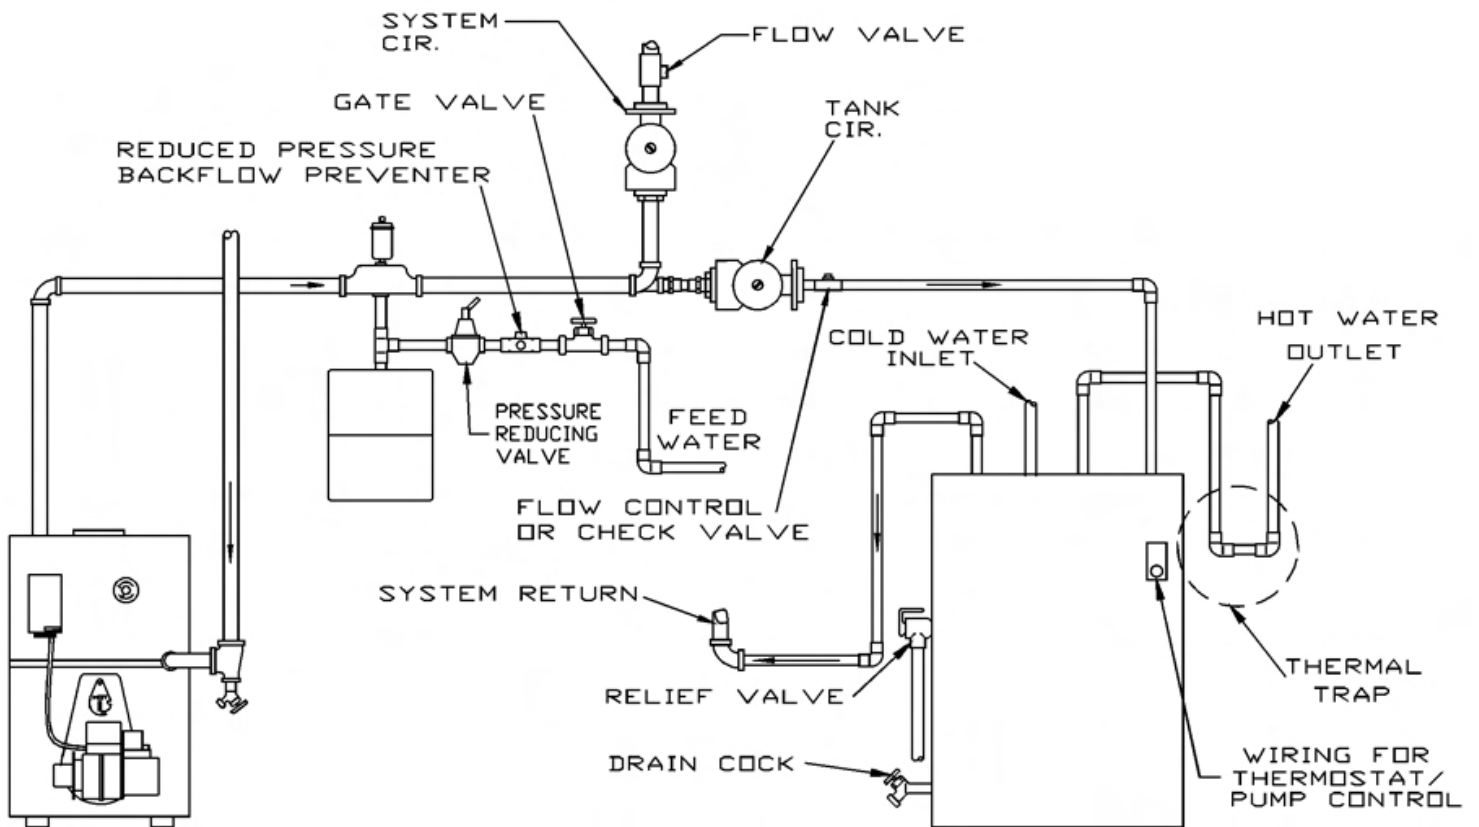 SYSTEM
CIR.
FLOW VALVE
GATE VALVE
TANK
CIR.
REDUCED PRESSURE
BACKFLOW PREVENTER
HOT WATER
OUTLET
COLD WATER
INLET
PRESSURE
REDUCING
VALVE
FEED
WATER
FLOW CONTROL
OR CHECK VALVE
SYSTEM RETURN
RELIEF VALVE
THERMAL
TRAP
DRAIN COCK
WIRING FOR
THERMOSTAT/
PUMP CONTROL